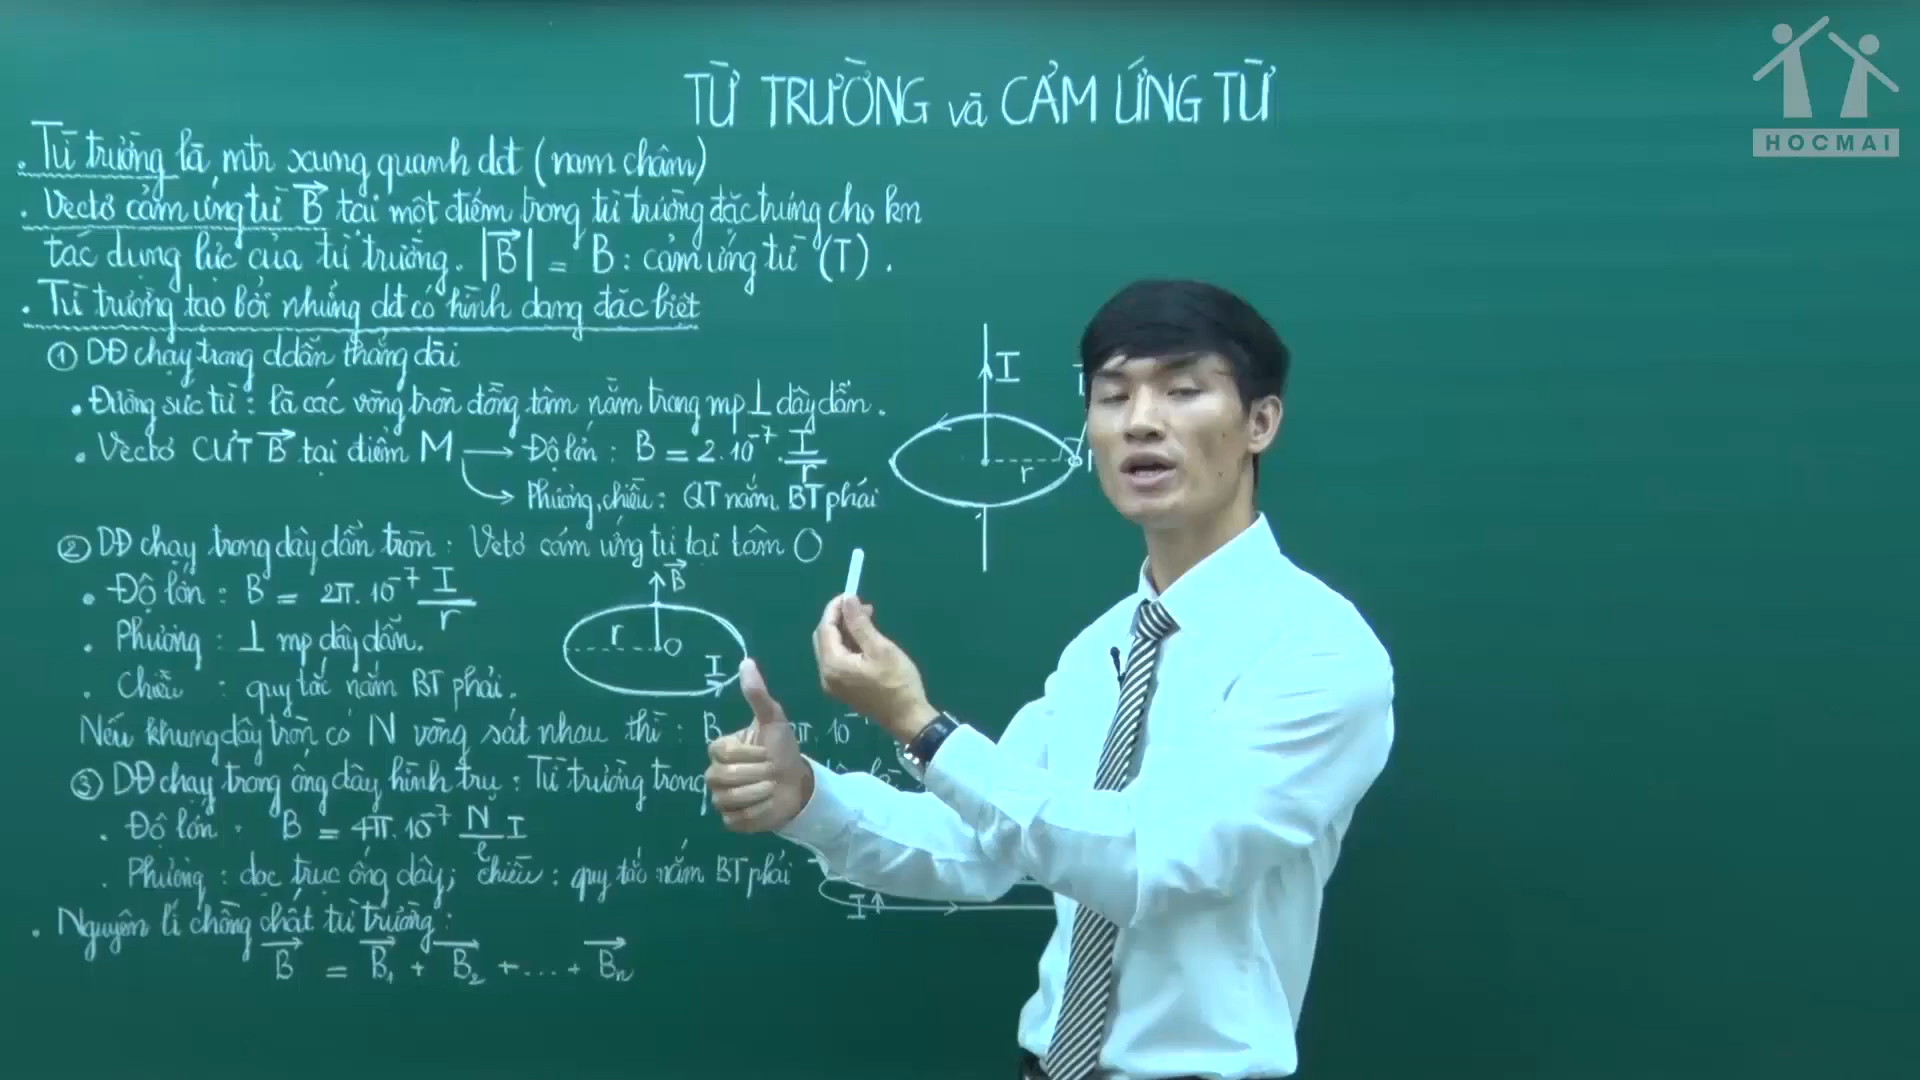 HOCMAI
TỪ TRƯỜNG và CẢM ỨNG TỪ
. Từ trường là mtr xung quanh dđ (nam châm)
. Vectơ cảm ứng từ B⃗ tại một điểm trong từ trường đặc trưng cho kn
tác dụng lực của từ trường. |B⃗| = B : cảm ứng từ (T) .
. Từ trường tạo bởi những dđ có hình dạng đặc biệt
① DĐ chạy trong ddẫn thẳng dài
. Đường sức từ : là các vòng tròn đồng tâm nằm trong mp ⊥ dây dẫn .
. Vectơ CƯT B⃗ tại điểm M → Độ lớn : B = 2.10⁻⁷. I/r
→ Phương, chiều : QT nắm BT phải
I
r
② DĐ chạy trong dây dẫn tròn : Vetơ cảm ứng từ tại tâm O
. Độ lớn : B = 2π.10⁻⁷ I/r
. Phương : ⊥ mp dây dẫn.
. Chiều : quy tắc nắm BT phải .
B⃗
r
O
I
Nếu khung dây tròn có N vòng sát nhau thì : B π.10⁻
③ DĐ chạy trong ống dây hình trụ : Từ trường trong
. Độ lớn . B = 4π.10⁻⁷ N/ℓ I
. Phương : dọc trục ống dây ; chiều : quy tắc nắm BT phải
I
. Nguyên lí chồng chất từ trường :
B⃗ = B⃗₁ + B⃗₂ + ... + B⃗ₙ